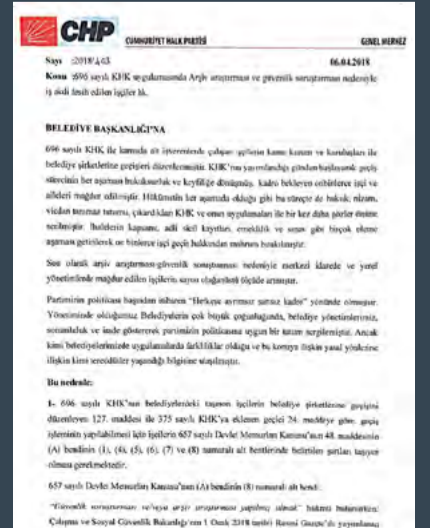 CHP
CUMHURİYET HALK PARTİSİ GENEL MERKEZ
Sayı :2018/463 06.04.2018
Konu :696 sayılı KHK uygulamasında Arşiv araştırması ve güvenlik soruşturması nedeniyle
iş akdi fesih edilen işçiler hk.
BELEDİYE BAŞKANLIĞI'NA
696 sayılı KHK ile kamuda alt işverenlerde çalışan işçilerin kamu kurum ve kuruluşları ile
belediye şirketlerine geçişleri düzenlenmiştir. KHK'nın yayımlandığı günden başlayarak geçiş
sürecinin her aşaması hukuksuzluk ve keyfiliğe dönüşmüş, kadro bekleyen onbinlerce işçi ve
aileleri mağdur edilmiştir. Hükümetin her aşamada olduğu gibi bu süreçte de hukuk, nizam,
vicdan tanımaz tutumu, çıkardıkları KHK ve onun uygulamaları ile bir kez daha gözler önüne
serilmiştir. İhalelerin kapsamı, adli sicil kayıtları, emeklilik ve sınav gibi birçok eleme
aşaması getirilerek on binlerce işçi geçiş hakkından mahrum bırakılmıştır.
Son olarak arşiv araştırması-güvenlik soruşturması nedeniyle merkezi idarede ve yerel
yönetimlerde mağdur edilen işçilerin sayısı olağanüstü ölçüde artmıştır.
Partimizin politikası başından itibaren "Herkese ayrımsız şartsız kadro" yönünde olmuştur.
Yönetiminde olduğumuz Belediyelerin çok büyük çoğunluğunda, belediye yönetimlerimiz,
sorumluluk ve irade göstererek partimizin politikasına uygun bir tutum sergilemiştir. Ancak
kimi belediyelerimizde uygulamalarda farklılıklar olduğu ve bu konuya ilişkin yasal yönlerine
ilişkin kimi tereddütler yaşandığı bilgisine ulaşılmıştır.
Bu nedenle;
1- 696 sayılı KHK'nın belediyelerdeki taşeron işçilerin belediye şirketlerine geçişini
düzenleyen 127. maddesi ile 375 sayılı KHK'ya eklenen geçici 24. maddeye göre, geçiş
işleminin yapılabilmesi için işçilerin 657 sayılı Devlet Memurları Kanunu'nun 48. maddesinin
(A) bendinin (1), (4), (5), (6), (7) ve (8) numaralı alt bentlerinde belirtilen şartları taşıyor
olması gerekmektedir.
657 sayılı Devlet Memurları Kanunu'nun (A) bendinin (8) numaralı alt bendi:
"Güvenlik soruşturması ve/veya arşiv araştırması yapılmış olmak" hükmü bulunurken;
Çalışma ve Sosyal Güvenlik Bakanlığı'nın 1 Ocak 2018 tarihli Resmi Gazete'de yayımlanan